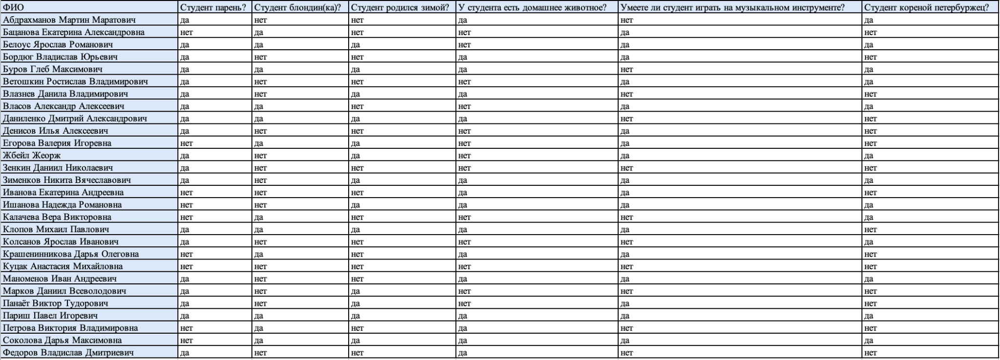 ФИО Студент парень? Студент блондин(ка)? Студент родился зимой? У студента есть домашнее животное? Умеете ли студент играть на музыкальном инструменте? Студент кореной петербуржец?
Абдрахманов Мартин Маратович да нет нет да нет да
Бацанова Екатерина Александровна нет да нет нет да нет
Белоус Ярослав Романович да да да нет да да
Бордюг Владислав Юрьевич да нет нет да да нет
Буров Глеб Максимович да да да да нет да
Ветошкин Ростислав Владимирович да нет нет нет да да
Влазнев Данила Владимирович да нет да да нет нет
Власов Александр Алексеевич да да нет нет да да
Даниленко Дмитрий Александрович да да да да нет нет
Денисов Илья Алексеевич да нет нет нет да нет
Егорова Валерия Игоревна нет да да нет да нет
Жбейл Жеорж да нет да нет да да
Зенкин Даниил Николаевич да нет нет нет нет нет
Зименков Никита Вячеславович да нет да да да да
Иванова Екатерина Андреевна нет нет нет да да нет
Ишанова Надежда Романовна нет нет да да да да
Калачева Вера Викторовна нет да нет нет нет да
Клопов Михаил Павлович да да да да да нет
Колсанов Ярослав Иванович да нет нет нет нет да
Крашенинникова Дарья Олеговна нет да нет да да нет
Куцак Анастасия Михайловна нет нет нет нет нет нет
Маноменов Иван Андреевич да нет нет да да да
Марков Даниил Всеволодович да нет да нет нет нет
Панаёт Виктор Тудорович да нет да нет да нет
Париш Павел Игоревич да да да да да да
Петрова Виктория Владимировна нет да нет да нет нет
Соколова Дарья Максимовна нет да да да да да
Федоров Владислав Дмитриевич да нет нет да нет нет